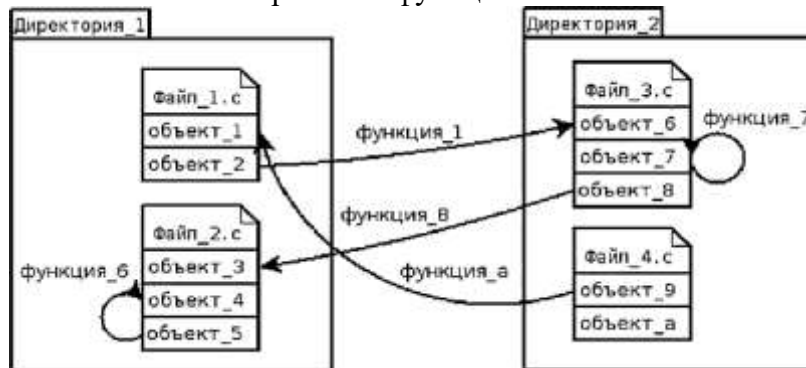 Директория_1
Файл_1.c
объект_1
объект_2
Файл_2.c
объект_3
объект_4
объект_5
функция_6
функция_1
функция_8
функция_a
Директория_2
Файл_3.c
объект_6
объект_7
объект_8
функция_7
Файл_4.c
объект_9
объект_a